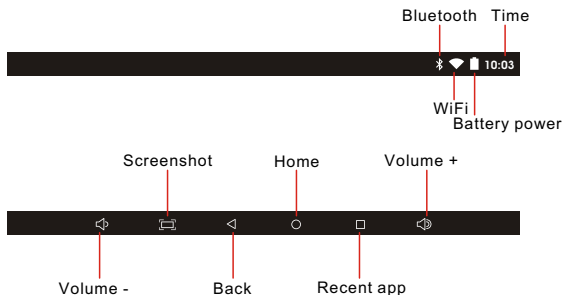 Bluetooth Time
10:03
WiFi
Battery power
Screenshot Home Volume +
Volume - Back Recent app